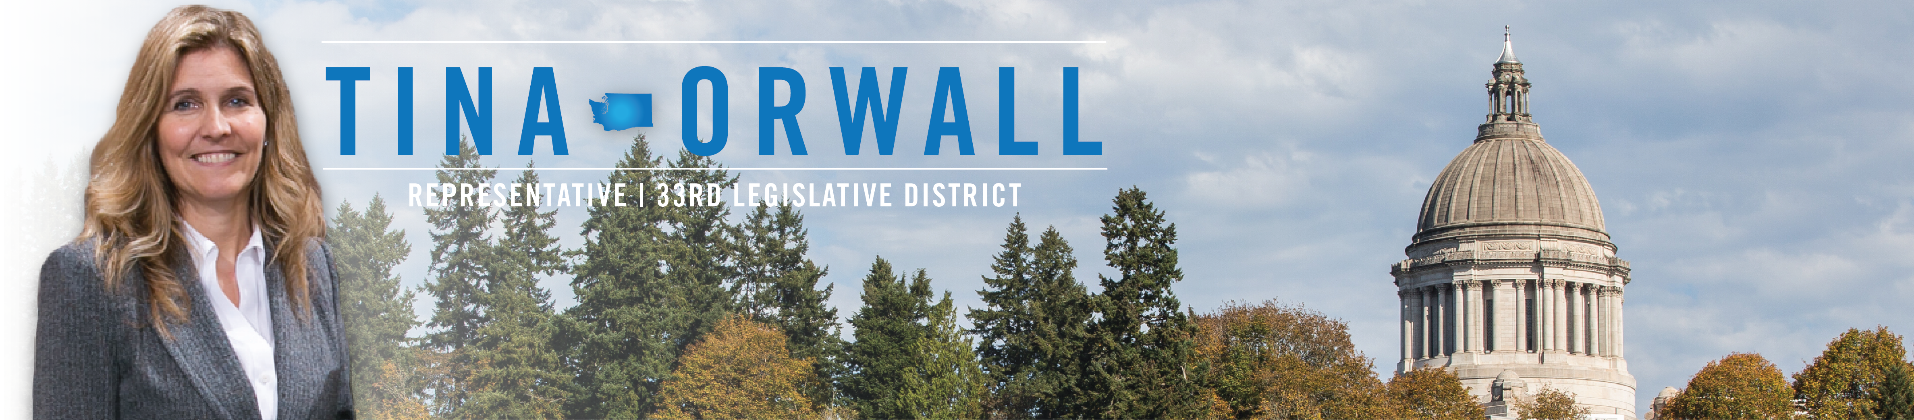 TINA ORWALL
REPRESENTATIVE | 33RD LEGISLATIVE DISTRICT